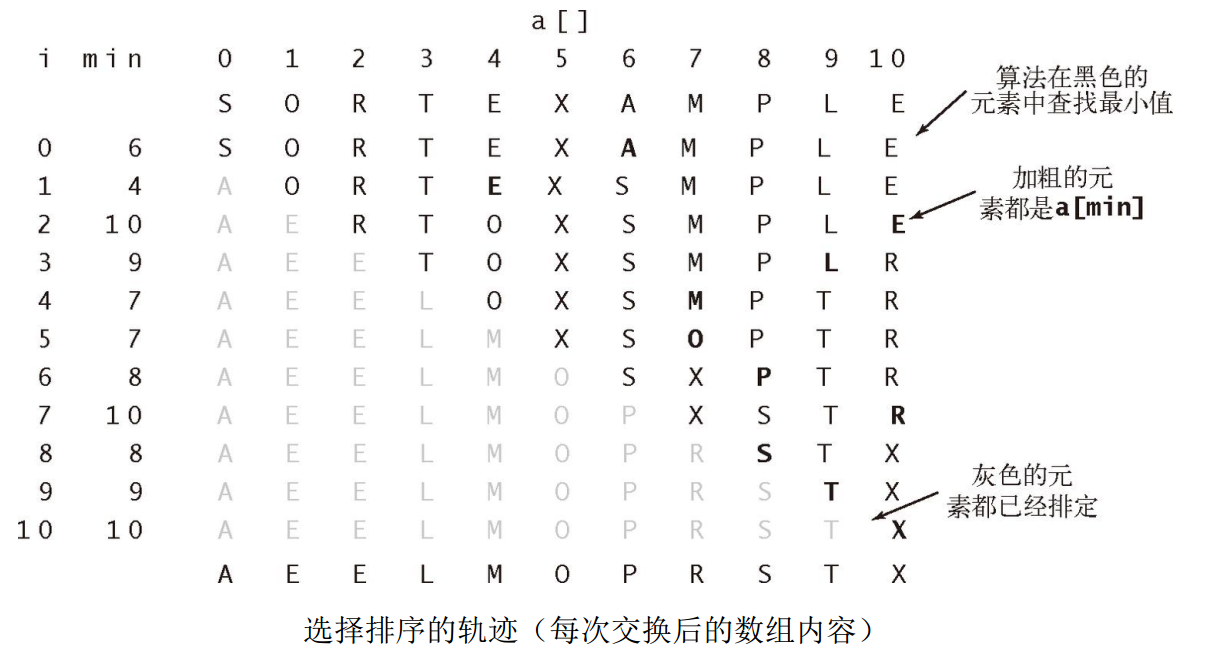 a[]
i min 0 1 2 3 4 5 6 7 8 9 10
S O R T E X A M P L E
0 6 S O R T E X A M P L E
1 4 A O R T E X S M P L E
2 10 A E R T O X S M P L E
3 9 A E E T O X S M P L R
4 7 A E E L O X S M P T R
5 7 A E E L M X S O P T R
6 8 A E E L M O S X P T R
7 10 A E E L M O P X S T R
8 8 A E E L M O P R S T X
9 9 A E E L M O P R S T X
10 10 A E E L M O P R S T X
A E E L M O P R S T X
算法在黑色的
元素中查找最小值
加粗的元
素都是a[min]
灰色的元
素都已经排定
选择排序的轨迹（每次交换后的数组内容）